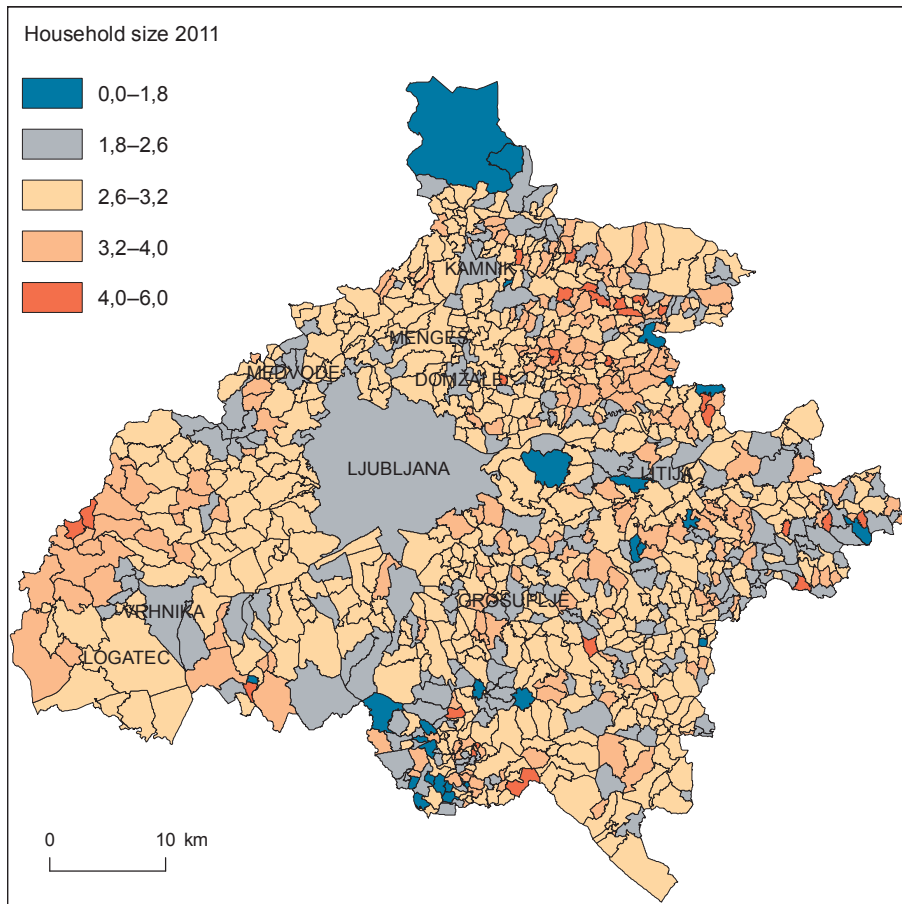 Household size 2011
0,0–1,8
1,8–2,6
2,6–3,2
3,2–4,0
4,0–6,0
KAMNIK
MENGEŠ
MEDVODE
DOMŽALE
LJUBLJANA
LITIJA
GROSUPLJE
VRHNIKA
LOGATEC
0 10 km